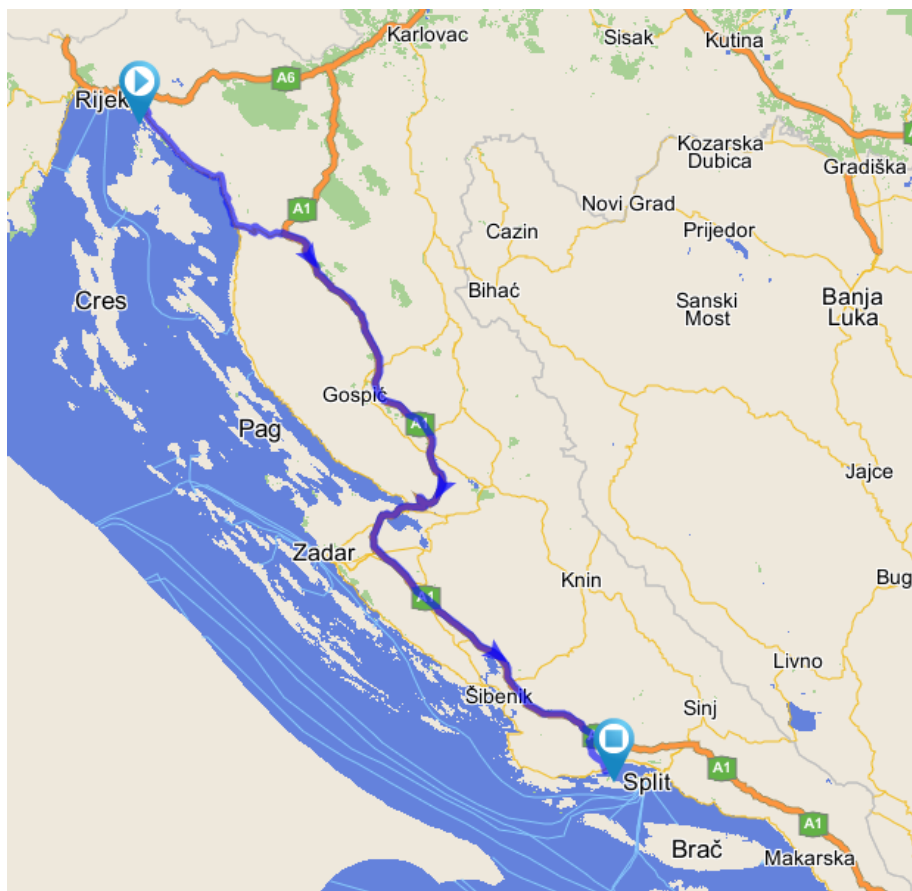 Karlovac
Sisak
Kutina
A6
Rijek
Kozarska
Dubica
Gradiška
A1
Novi Grad
Cazin
Prijedor
Bihać
Cres
Sanski
Most
Banja
Luka
Gospić
A1
Pag
Jajce
Zadar
Knin
Bug
A1
Livno
Šibenik
Sinj
A1
Split
A1
Brač
Makarska